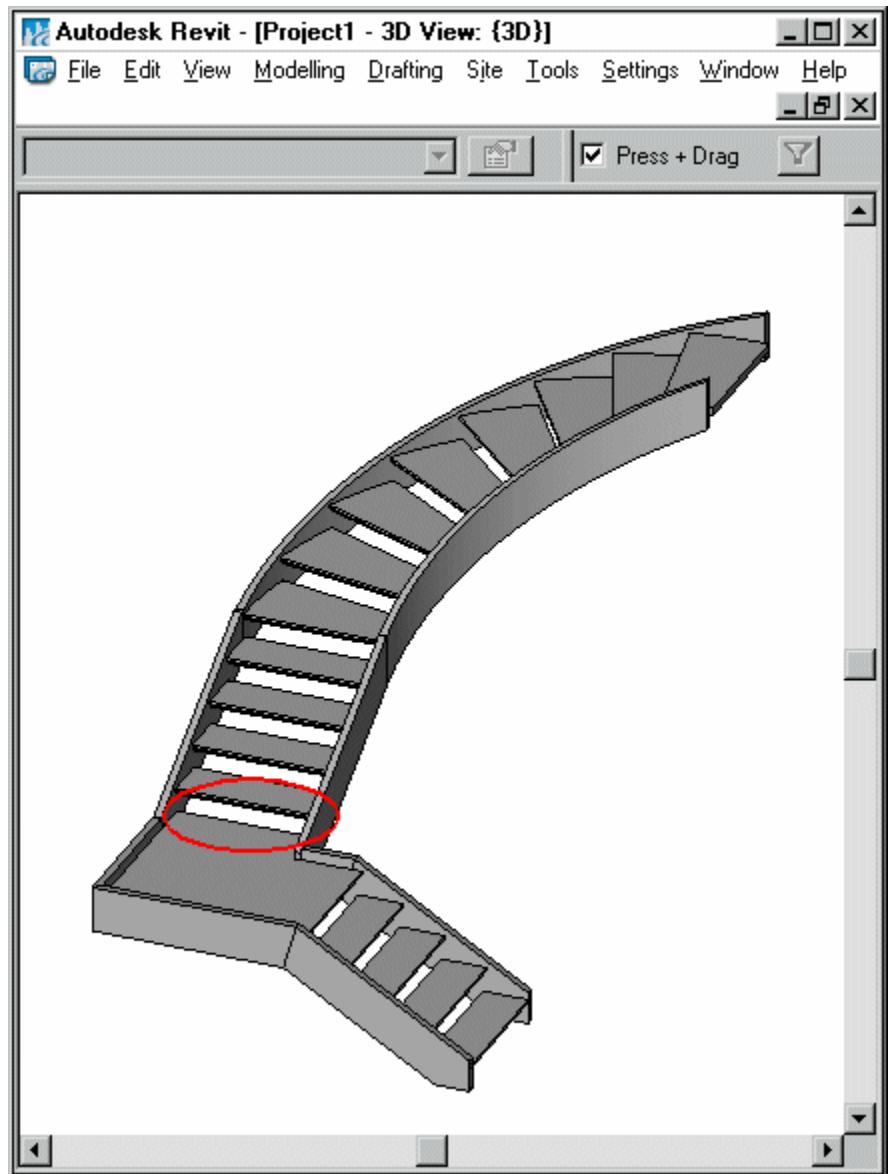 Autodesk Revit - [Project1 - 3D View: {3D}]
File Edit View Modelling Drafting Site Tools Settings Window Help
Press + Drag